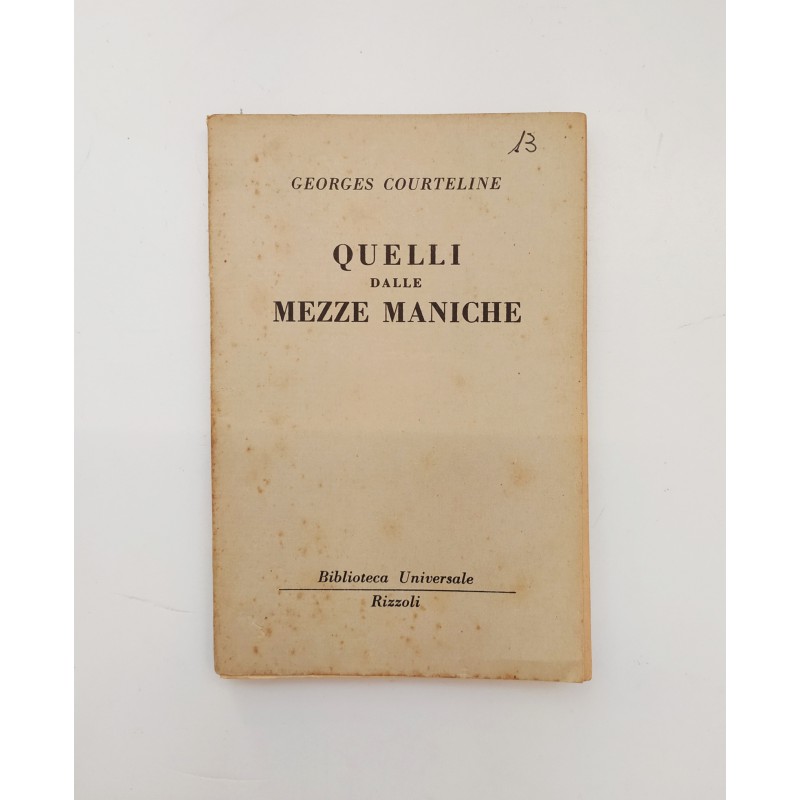 13
GEORGES COURTELINE
QUELLI
DALLE
MEZZE MANICHE
Biblioteca Universale
Rizzoli